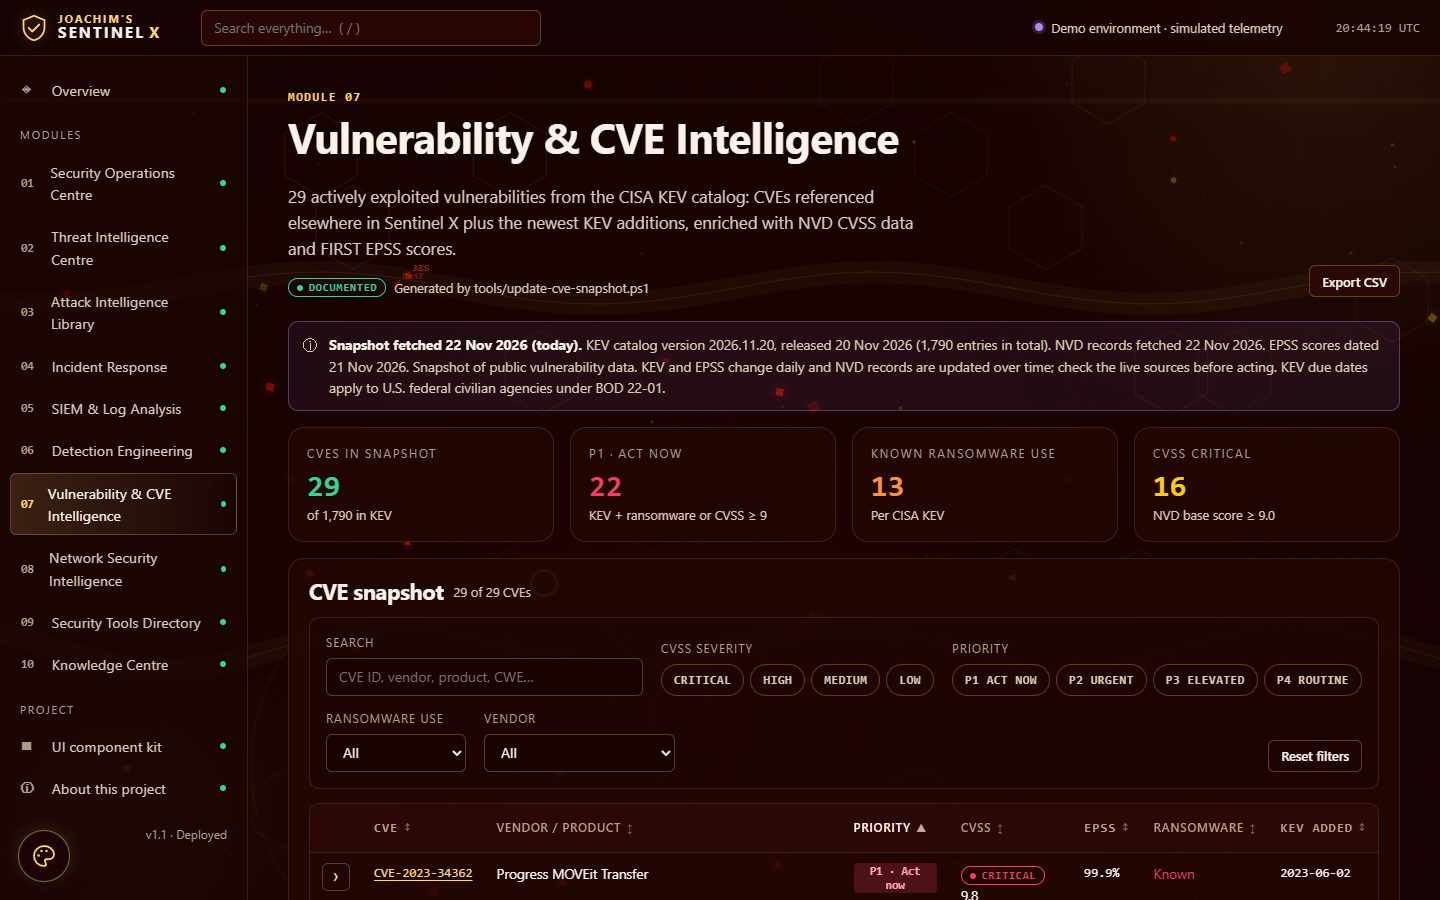 JOACHIM'S
SENTINEL X
Search everything... ( / )
Demo environment · simulated telemetry
20:44:19 UTC
Overview
MODULES
01 Security Operations
Centre
02 Threat Intelligence
Centre
03 Attack Intelligence
Library
04 Incident Response
05 SIEM & Log Analysis
06 Detection Engineering
07 Vulnerability & CVE
Intelligence
08 Network Security
Intelligence
09 Security Tools Directory
10 Knowledge Centre
PROJECT
UI component kit
About this project
v1.1 · Deployed
MODULE 07
Vulnerability & CVE Intelligence
29 actively exploited vulnerabilities from the CISA KEV catalog: CVEs referenced
elsewhere in Sentinel X plus the newest KEV additions, enriched with NVD CVSS data
and FIRST EPSS scores.
AES
DOCUMENTED Generated by tools/update-cve-snapshot.ps1
Export CSV
Snapshot fetched 22 Nov 2026 (today). KEV catalog version 2026.11.20, released 20 Nov 2026 (1,790 entries in total). NVD records fetched 22 Nov 2026. EPSS scores dated
21 Nov 2026. Snapshot of public vulnerability data. KEV and EPSS change daily and NVD records are updated over time; check the live sources before acting. KEV due dates
apply to U.S. federal civilian agencies under BOD 22-01.
CVES IN SNAPSHOT
29
of 1,790 in KEV
P1 · ACT NOW
22
KEV + ransomware or CVSS ≥ 9
KNOWN RANSOMWARE USE
13
Per CISA KEV
CVSS CRITICAL
16
NVD base score ≥ 9.0
CVE snapshot 29 of 29 CVEs
SEARCH
CVE ID, vendor, product, CWE...
CVSS SEVERITY
CRITICAL HIGH MEDIUM LOW
PRIORITY
P1 ACT NOW P2 URGENT P3 ELEVATED P4 ROUTINE
RANSOMWARE USE
All
VENDOR
All
Reset filters
CVE ↕ VENDOR / PRODUCT ↕ PRIORITY ▲ CVSS ↕ EPSS ↕ RANSOMWARE ↕ KEV ADDED ↕
CVE-2023-34362 Progress MOVEit Transfer P1 · Act
now CRITICAL
9.8 99.9% Known 2023-06-02